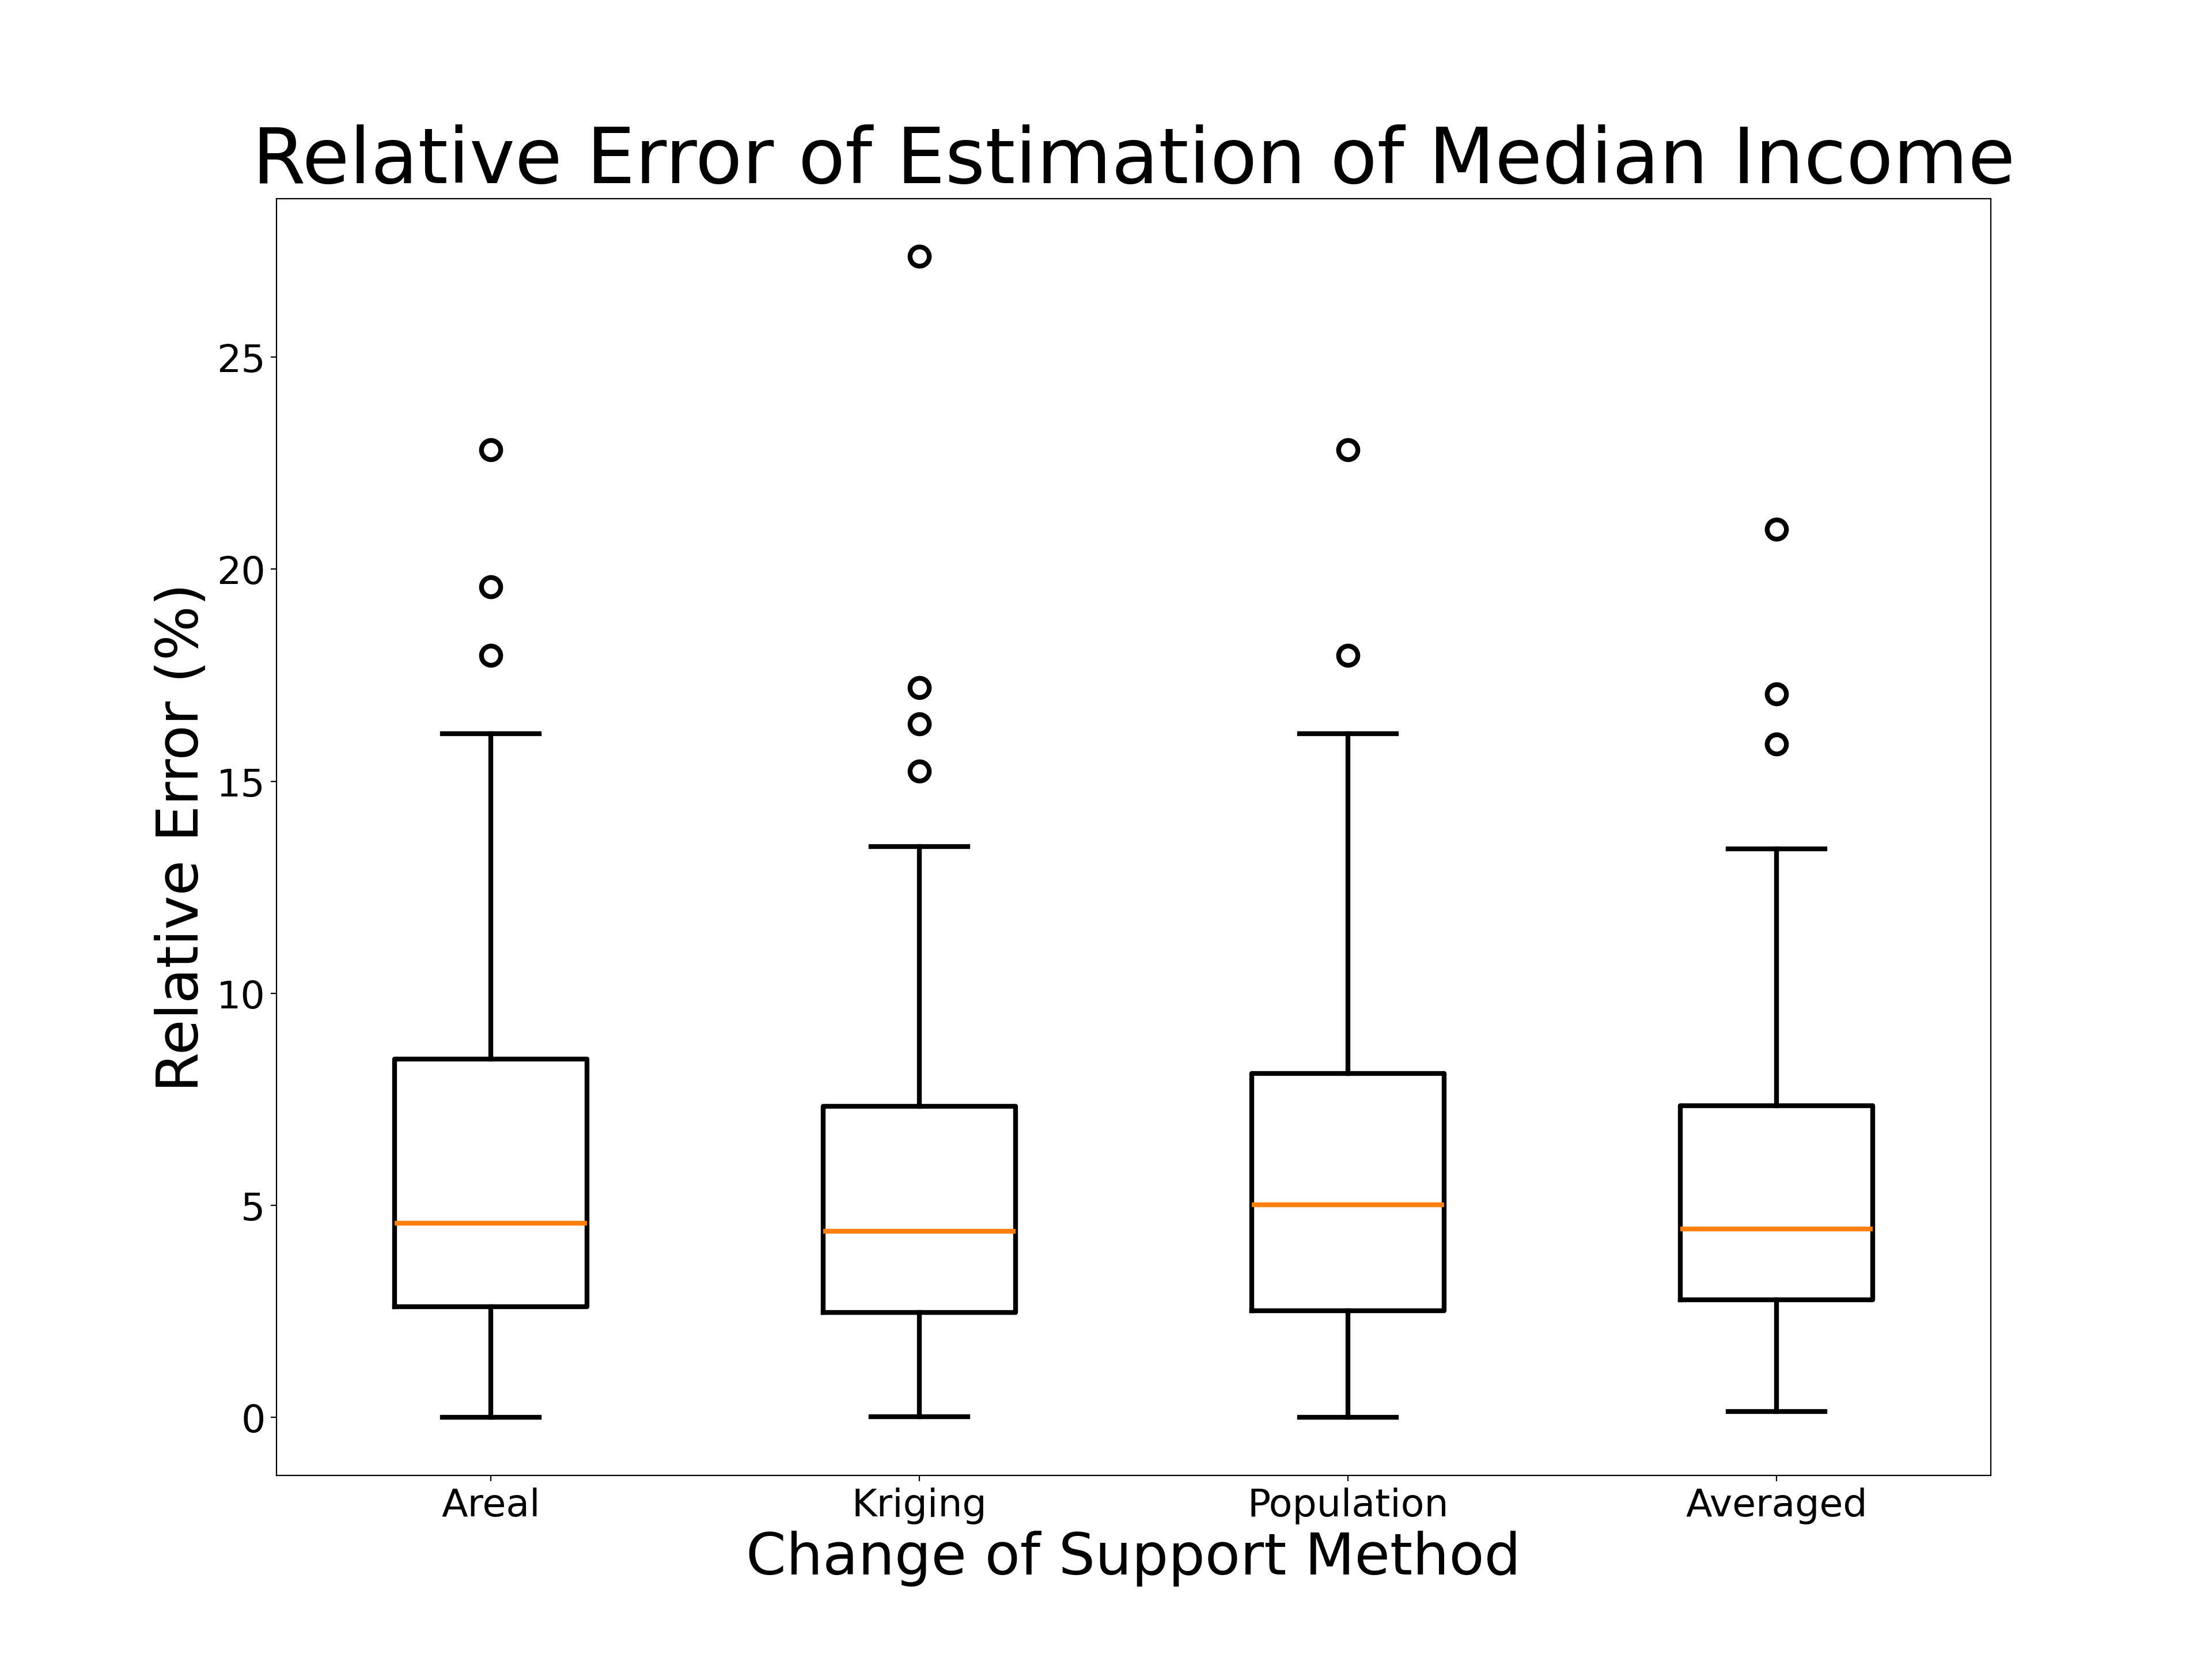 Relative Error of Estimation of Median Income
Relative Error (%)
25
20
15
10
5
0
Areal Kriging Population Averaged
Change of Support Method